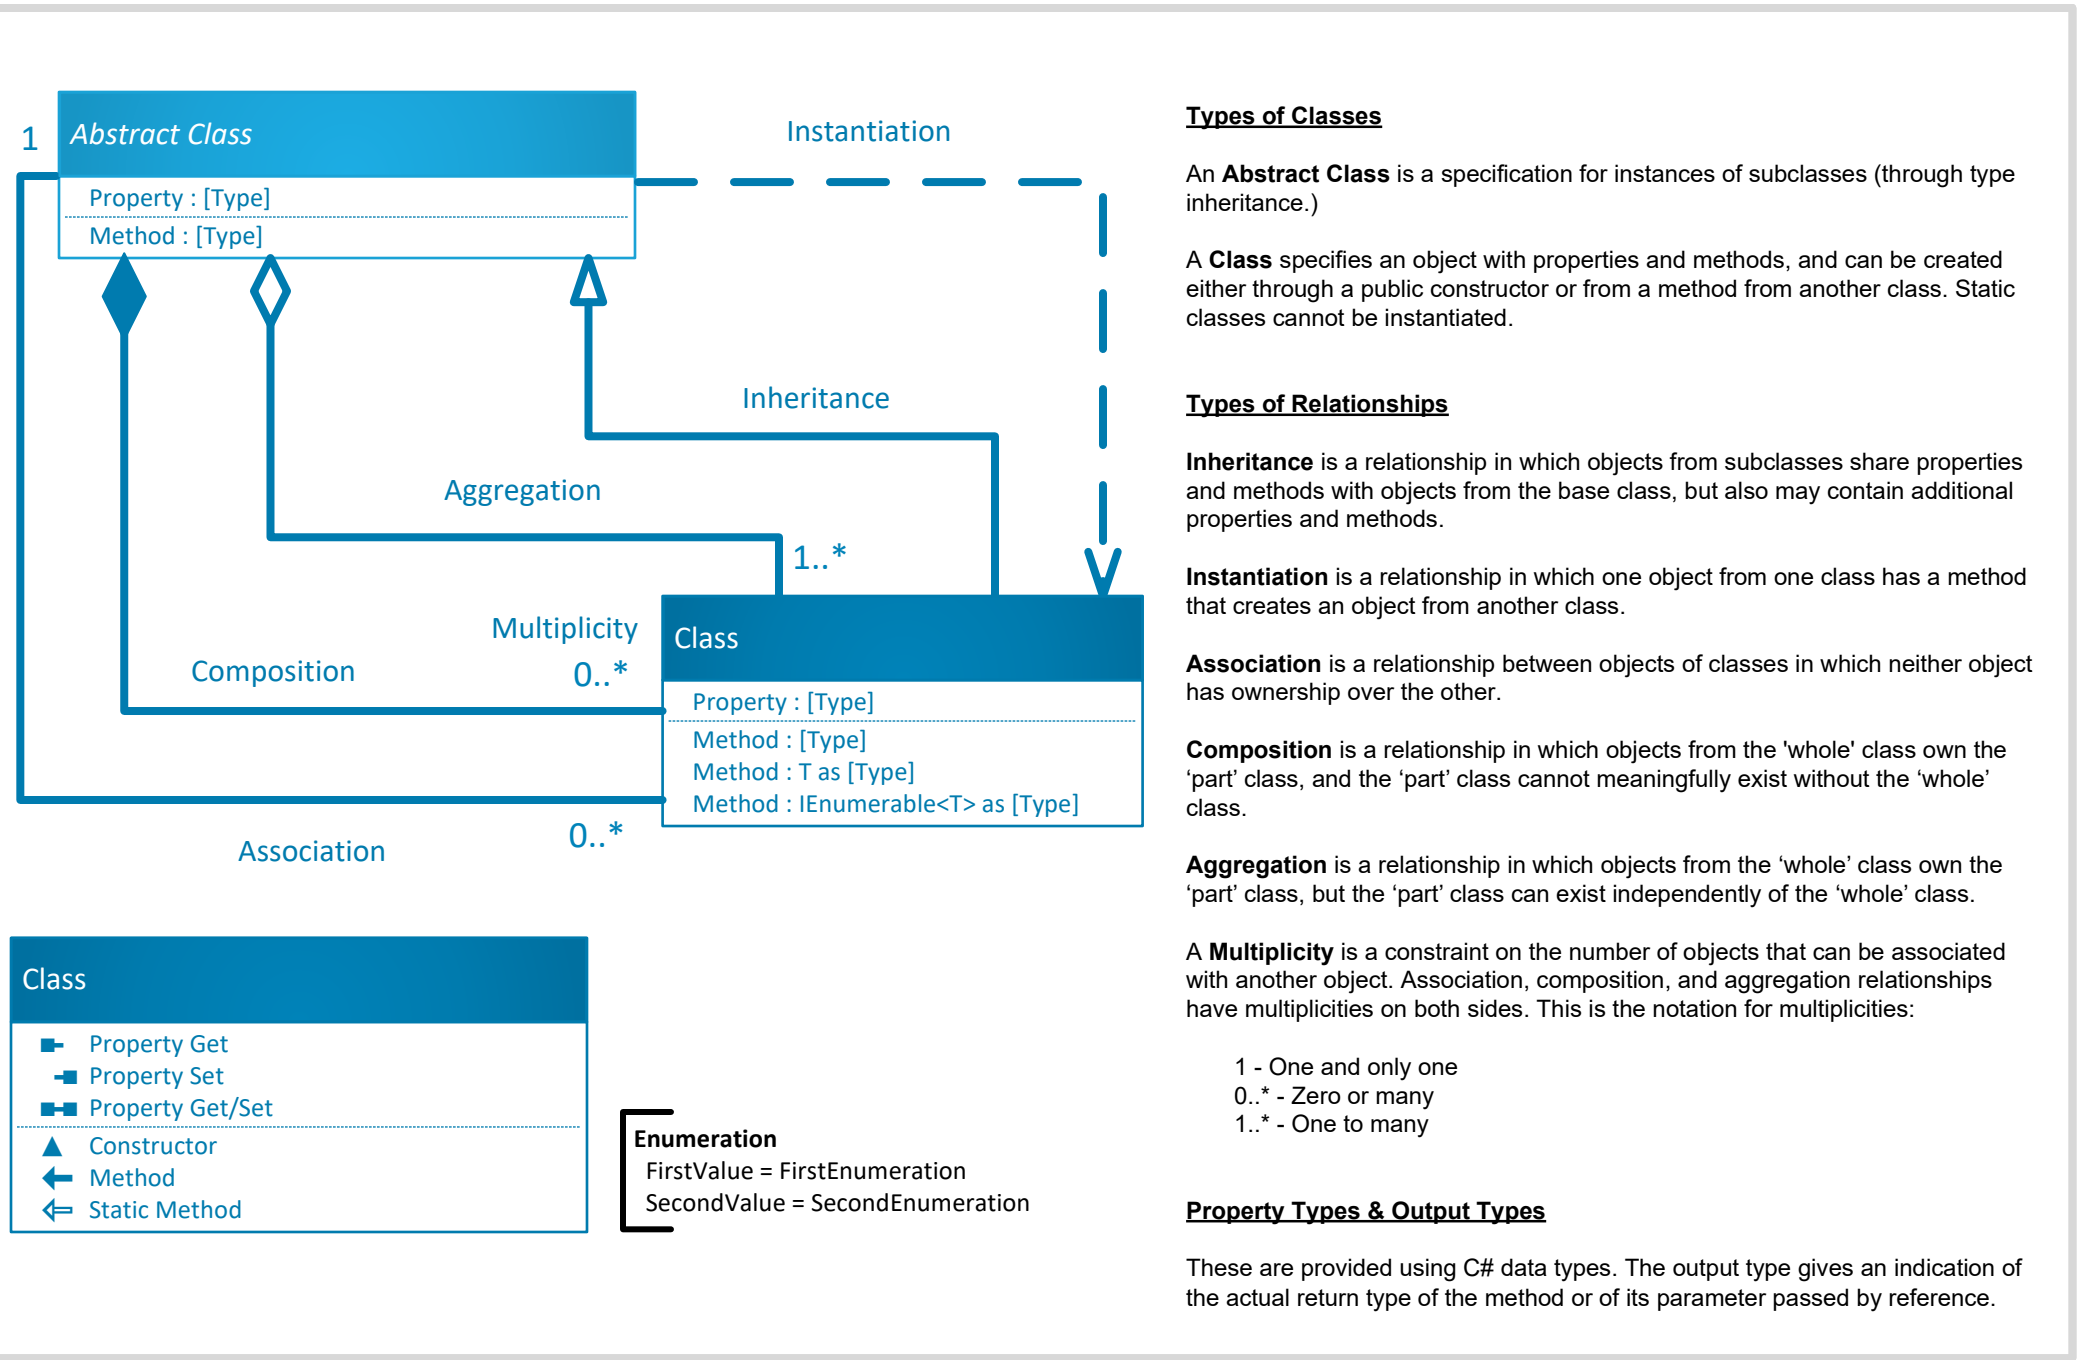 1
Abstract Class
Property : [Type]
Method : [Type]
Instantiation
Inheritance
Aggregation
1..*
Multiplicity
0..*
Composition
Class
Property : [Type]
Method : [Type]
Method : T as [Type]
Method : IEnumerable<T> as [Type]
0..*
Association
Class
Property Get
Property Set
Property Get/Set
Constructor
Method
Static Method
Enumeration
FirstValue = FirstEnumeration
SecondValue = SecondEnumeration
Types of Classes
An Abstract Class is a specification for instances of subclasses (through type
inheritance.)
A Class specifies an object with properties and methods, and can be created
either through a public constructor or from a method from another class. Static
classes cannot be instantiated.
Types of Relationships
Inheritance is a relationship in which objects from subclasses share properties
and methods with objects from the base class, but also may contain additional
properties and methods.
Instantiation is a relationship in which one object from one class has a method
that creates an object from another class.
Association is a relationship between objects of classes in which neither object
has ownership over the other.
Composition is a relationship in which objects from the 'whole' class own the
‘part’ class, and the ‘part’ class cannot meaningfully exist without the ‘whole’
class.
Aggregation is a relationship in which objects from the ‘whole’ class own the
‘part’ class, but the ‘part’ class can exist independently of the ‘whole’ class.
A Multiplicity is a constraint on the number of objects that can be associated
with another object. Association, composition, and aggregation relationships
have multiplicities on both sides. This is the notation for multiplicities:
1 - One and only one
0..* - Zero or many
1..* - One to many
Property Types & Output Types
These are provided using C# data types. The output type gives an indication of
the actual return type of the method or of its parameter passed by reference.